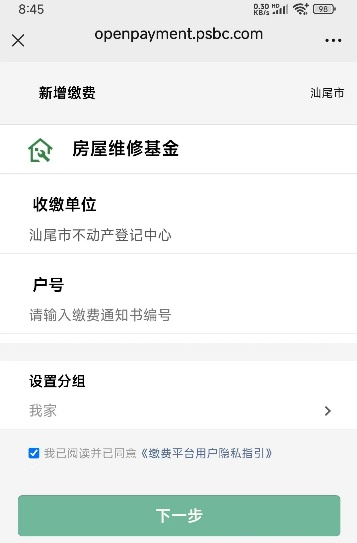 8:45
0.30 KB/s HD 98
openpayment.psbc.com
新增缴费 汕尾市
房屋维修基金
收缴单位
汕尾市不动产登记中心
户号
请输入缴费通知书编号
设置分组
我家
我已阅读并已同意《缴费平台用户隐私指引》
下一步